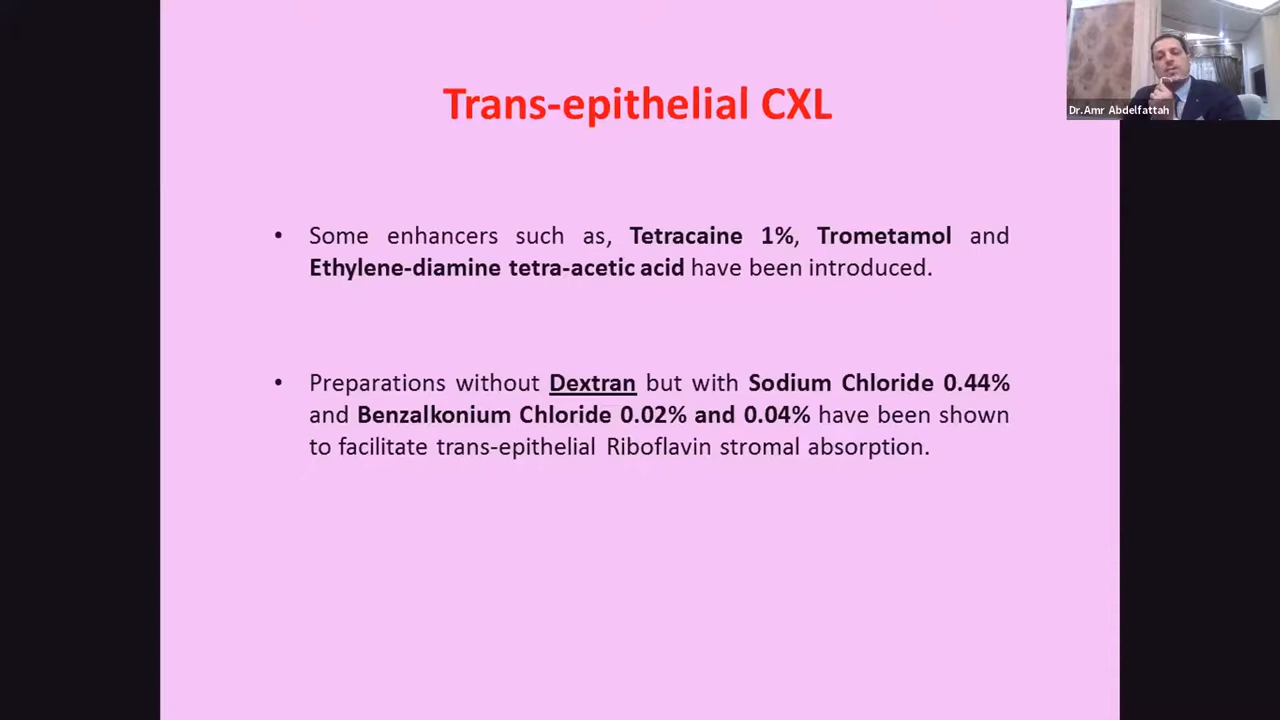 Trans-epithelial CXL
Dr.Amr Abdelfattah
• Some enhancers such as, Tetracaine 1%, Trometamol and
Ethylene-diamine tetra-acetic acid have been introduced.
• Preparations without Dextran but with Sodium Chloride 0.44%
and Benzalkonium Chloride 0.02% and 0.04% have been shown
to facilitate trans-epithelial Riboflavin stromal absorption.